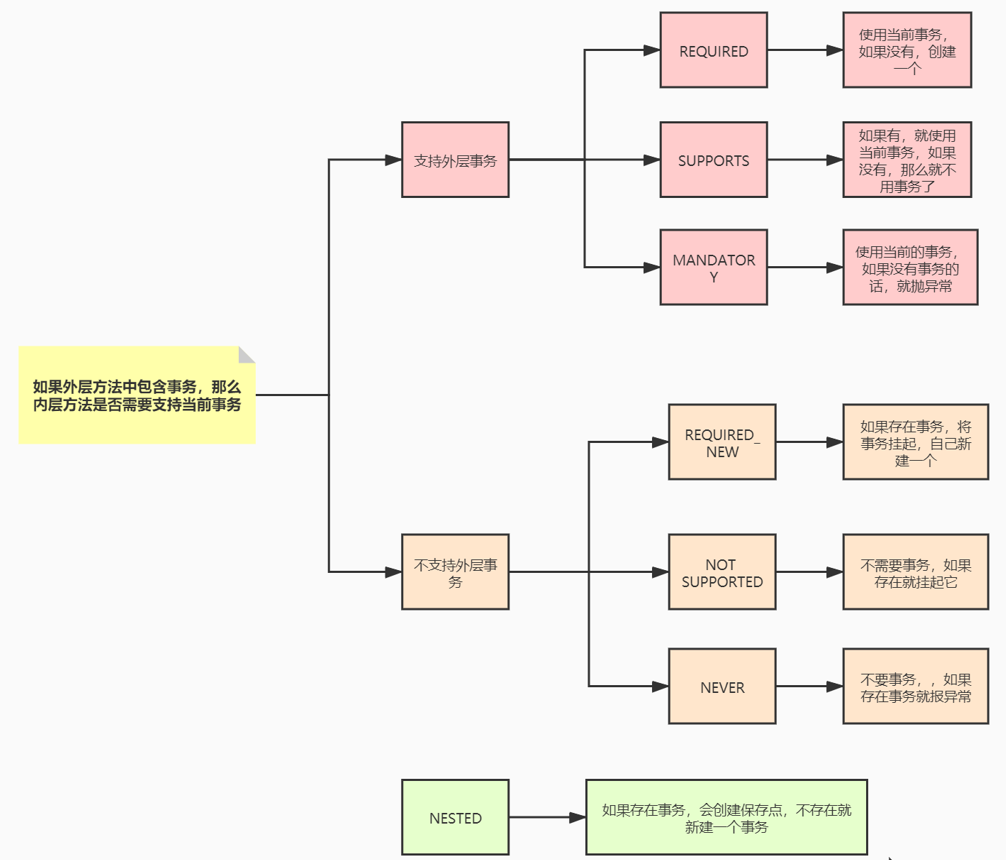 REQUIRED
使用当前事务，
如果没有，创建
一个
支持外层事务
SUPPORTS
如果有，就使用
当前事务，如果
没有，那么就不
用事务了
MANDATOR
Y
使用当前的事务，
如果没有事务的
话，就抛异常
如果外层方法中包含事务，那么
内层方法是否需要支持当前事务
REQUIRED_
NEW
如果存在事务，将
事务挂起，自己新
建一个
不支持外层事
务
NOT
SUPPORTED
不需要事务，如果
存在就挂起它
NEVER
不要事务，，如果
存在事务就报异常
NESTED
如果存在事务，会创建保存点，不存在就
新建一个事务